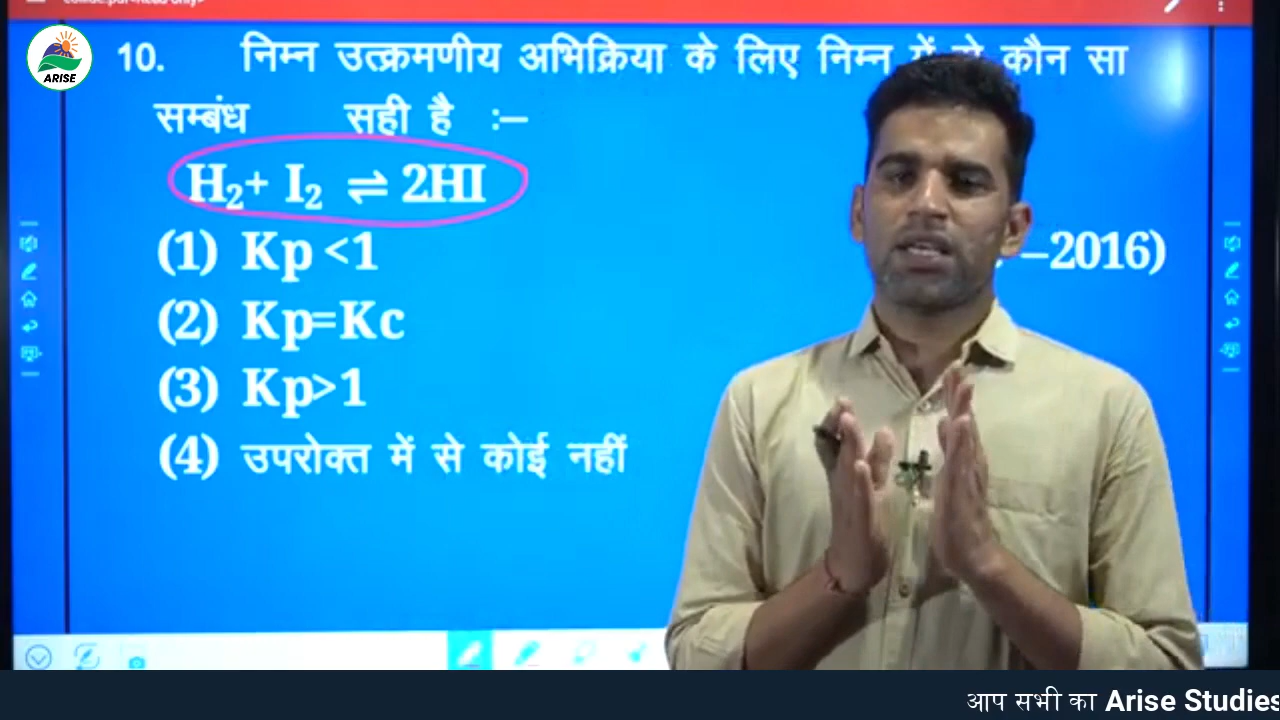 ARISE
10. निम्न उत्क्रमणीय अभिक्रिया के लिए निम्न में से कौन सा
सम्बंध सही है :–
H₂+ I₂ ⇌ 2HI
(1) Kp <1
–2016)
(2) Kp=Kc
(3) Kp>1
(4) उपरोक्त में से कोई नहीं
आप सभी का Arise Studies